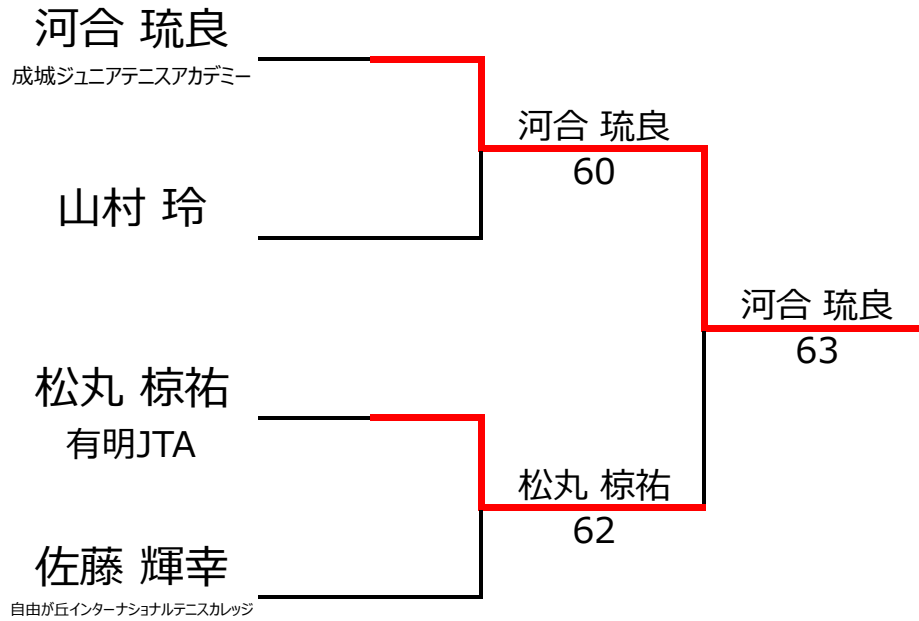 河合 琉良
成城ジュニアテニスアカデミー
河合 琉良
60
山村 玲
河合 琉良
63
松丸 椋祐
有明JTA
松丸 椋祐
62
佐藤 輝幸
自由が丘インターナショナルテニスカレッジ